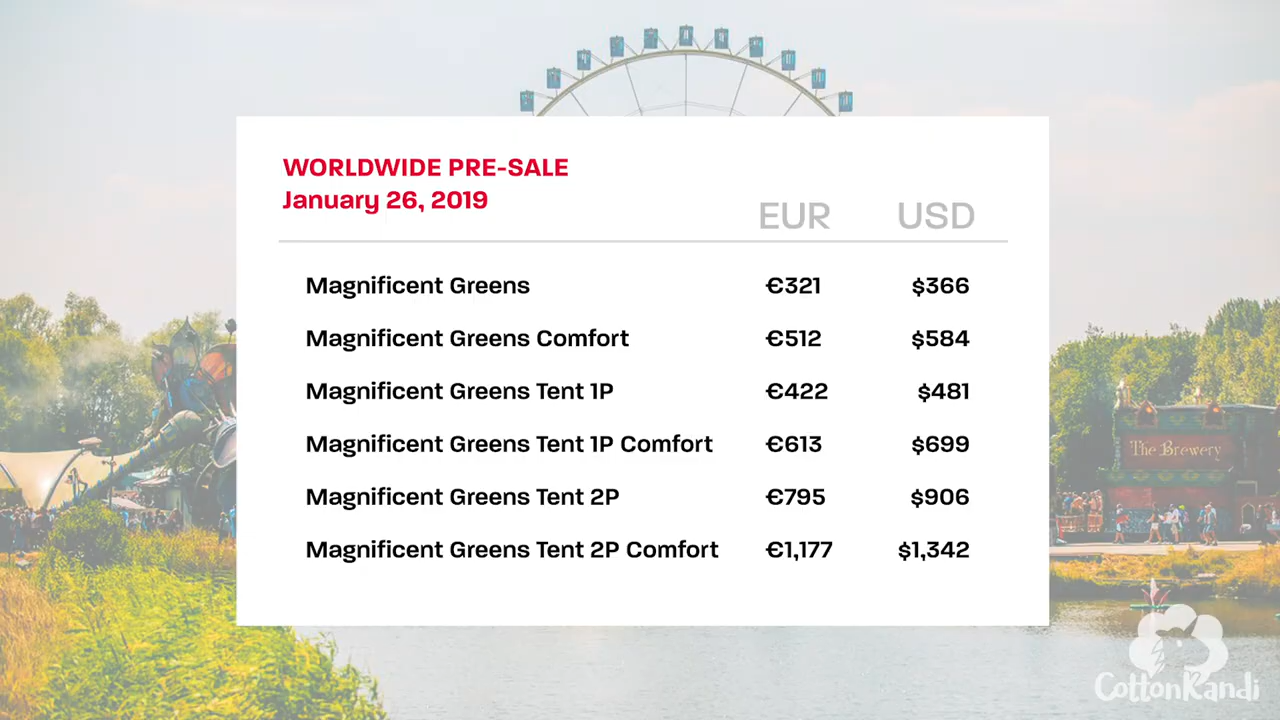 WORLDWIDE PRE-SALE
January 26, 2019
EUR USD
Magnificent Greens €321 $366
Magnificent Greens Comfort €512 $584
Magnificent Greens Tent 1P €422 $481
Magnificent Greens Tent 1P Comfort €613 $699
Magnificent Greens Tent 2P €795 $906
Magnificent Greens Tent 2P Comfort €1,177 $1,342
The Brewery
CottonKandi